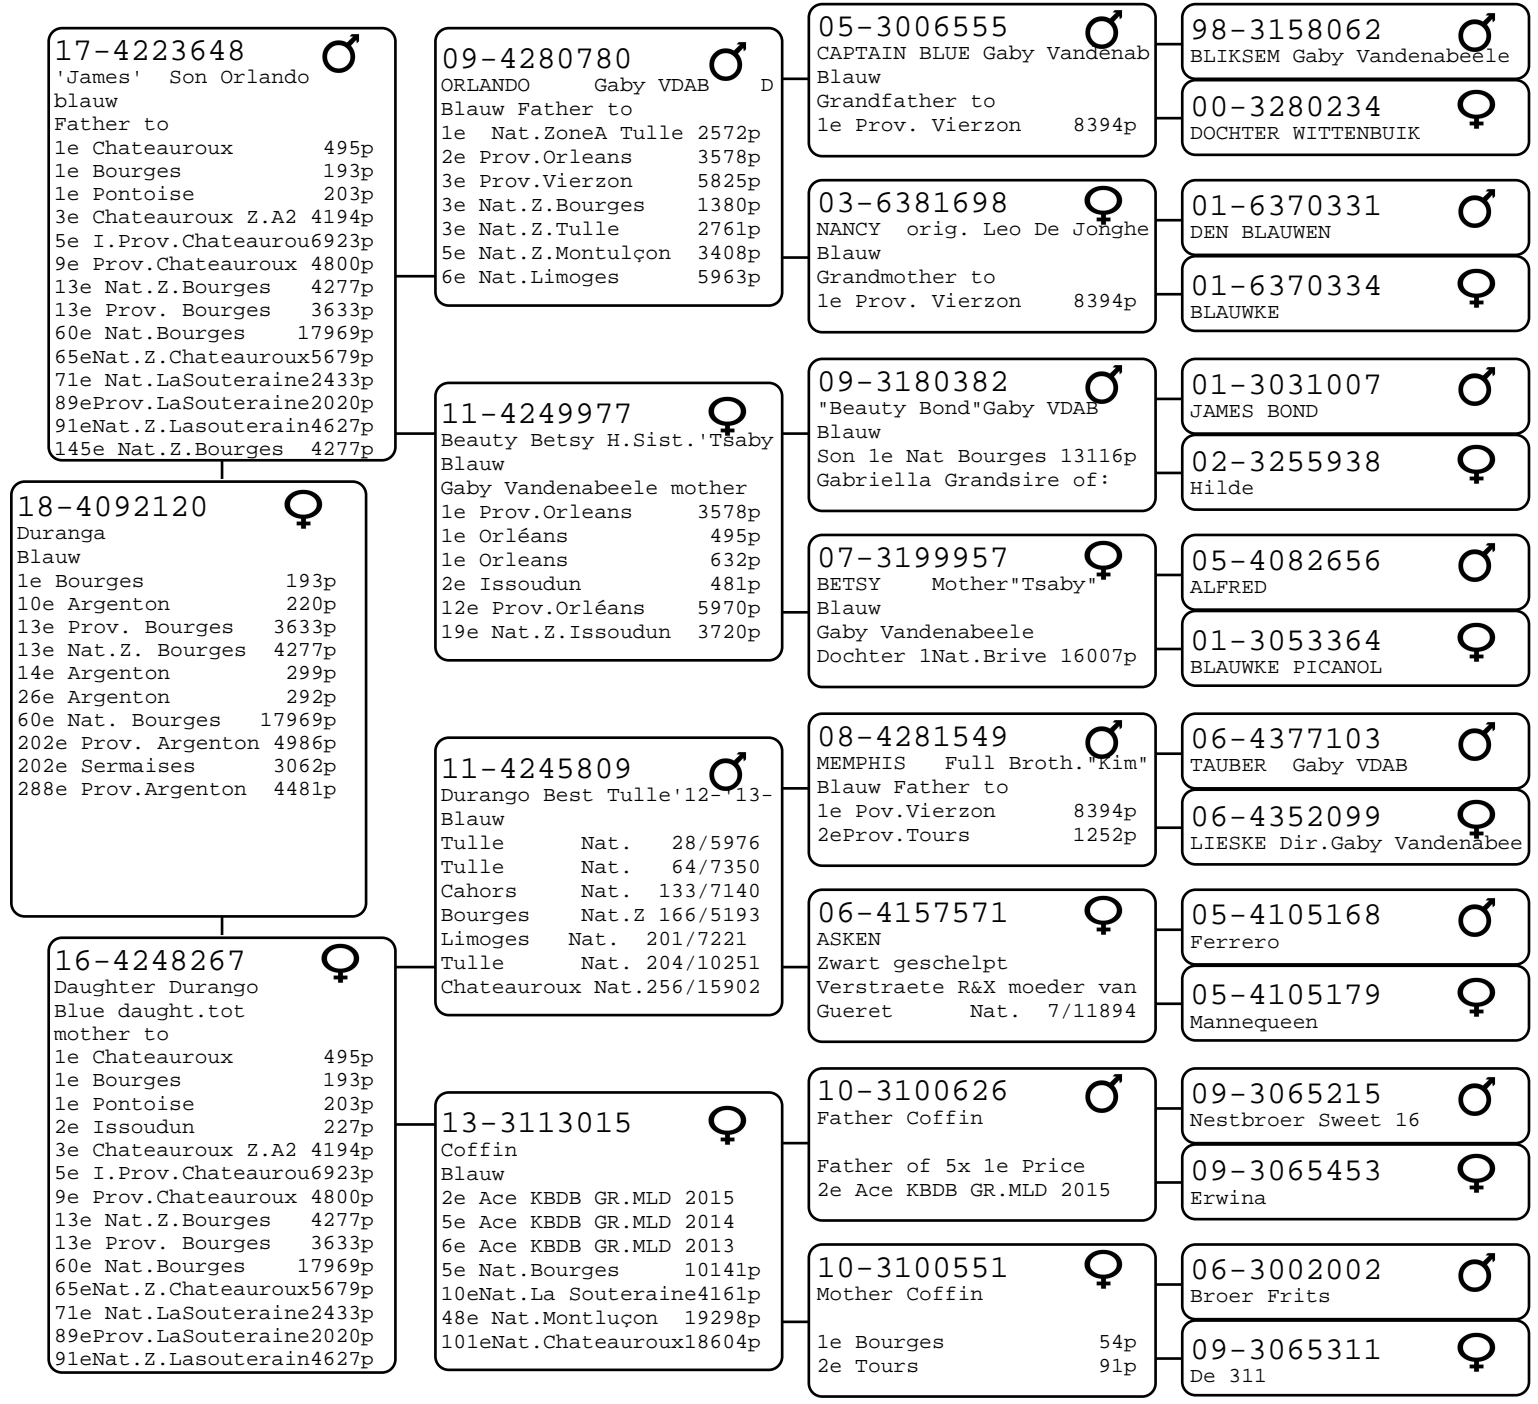 17-4223648
'James' Son Orlando
blauw
Father to
1e Chateauroux 495p
1e Bourges 193p
1e Pontoise 203p
3e Chateauroux Z.A2 4194p
5e I.Prov.Chateaurou6923p
9e Prov.Chateauroux 4800p
13e Nat.Z.Bourges 4277p
13e Prov. Bourges 3633p
60e Nat.Bourges 17969p
65eNat.Z.Chateauroux5679p
71e Nat.LaSouteraine2433p
89eProv.LaSouteraine2020p
91eNat.Z.Lasouterain4627p
145e Nat.Z.Bourges 4277p
18-4092120
Duranga
Blauw
1e Bourges 193p
10e Argenton 220p
13e Prov. Bourges 3633p
13e Nat.Z. Bourges 4277p
14e Argenton 299p
26e Argenton 292p
60e Nat. Bourges 17969p
202e Prov. Argenton 4986p
202e Sermaises 3062p
288e Prov.Argenton 4481p
16-4248267
Daughter Durango
Blue daught.tot
mother to
1e Chateauroux 495p
1e Bourges 193p
1e Pontoise 203p
2e Issoudun 227p
3e Chateauroux Z.A2 4194p
5e I.Prov.Chateaurou6923p
9e Prov.Chateauroux 4800p
13e Nat.Z.Bourges 4277p
13e Prov. Bourges 3633p
60e Nat.Bourges 17969p
65eNat.Z.Chateauroux5679p
71e Nat.LaSouteraine2433p
89eProv.LaSouteraine2020p
91eNat.Z.Lasouterain4627p
09-4280780
ORLANDO Gaby VDAB D
Blauw Father to
1e Nat.ZoneA Tulle 2572p
2e Prov.Orleans 3578p
3e Prov.Vierzon 5825p
3e Nat.Z.Bourges 1380p
3e Nat.Z.Tulle 2761p
5e Nat.Z.Montulçon 3408p
6e Nat.Limoges 5963p
11-4249977
Beauty Betsy H.Sist.'Tsaby
Blauw
Gaby Vandenabeele mother
1e Prov.Orleans 3578p
1e Orléans 495p
1e Orleans 632p
2e Issoudun 481p
12e Prov.Orléans 5970p
19e Nat.Z.Issoudun 3720p
11-4245809
Durango Best Tulle'12-'13-
Blauw
Tulle Nat. 28/5976
Tulle Nat. 64/7350
Cahors Nat. 133/7140
Bourges Nat.Z 166/5193
Limoges Nat. 201/7221
Tulle Nat. 204/10251
Chateauroux Nat.256/15902
13-3113015
Coffin
Blauw
2e Ace KBDB GR.MLD 2015
5e Ace KBDB GR.MLD 2014
6e Ace KBDB GR.MLD 2013
5e Nat.Bourges 10141p
10eNat.La Souteraine4161p
48e Nat.Montluçon 19298p
101eNat.Chateauroux18604p
05-3006555
CAPTAIN BLUE Gaby Vandenab
Blauw
Grandfather to
1e Prov. Vierzon 8394p
03-6381698
NANCY orig. Leo De Jonghe
Blauw
Grandmother to
1e Prov. Vierzon 8394p
09-3180382
"Beauty Bond"Gaby VDAB
Blauw
Son 1e Nat Bourges 13116p
Gabriella Grandsire of:
07-3199957
BETSY Mother"Tsaby"
Blauw
Gaby Vandenabeele
Dochter 1Nat.Brive 16007p
08-4281549
MEMPHIS Full Broth."Kim"
Blauw Father to
1e Pov.Vierzon 8394p
2eProv.Tours 1252p
06-4157571
ASKEN
Zwart geschelpt
Verstraete R&X moeder van
Gueret Nat. 7/11894
10-3100626
Father Coffin
Father of 5x 1e Price
2e Ace KBDB GR.MLD 2015
10-3100551
Mother Coffin
1e Bourges 54p
2e Tours 91p
98-3158062
BLIKSEM Gaby Vandenabeele
00-3280234
DOCHTER WITTENBUIK
01-6370331
DEN BLAUWEN
01-6370334
BLAUWKE
01-3031007
JAMES BOND
02-3255938
Hilde
05-4082656
ALFRED
01-3053364
BLAUWKE PICANOL
06-4377103
TAUBER Gaby VDAB
06-4352099
LIESKE Dir.Gaby Vandenabee
05-4105168
Ferrero
05-4105179
Mannequeen
09-3065215
Nestbroer Sweet 16
09-3065453
Erwina
06-3002002
Broer Frits
09-3065311
De 311